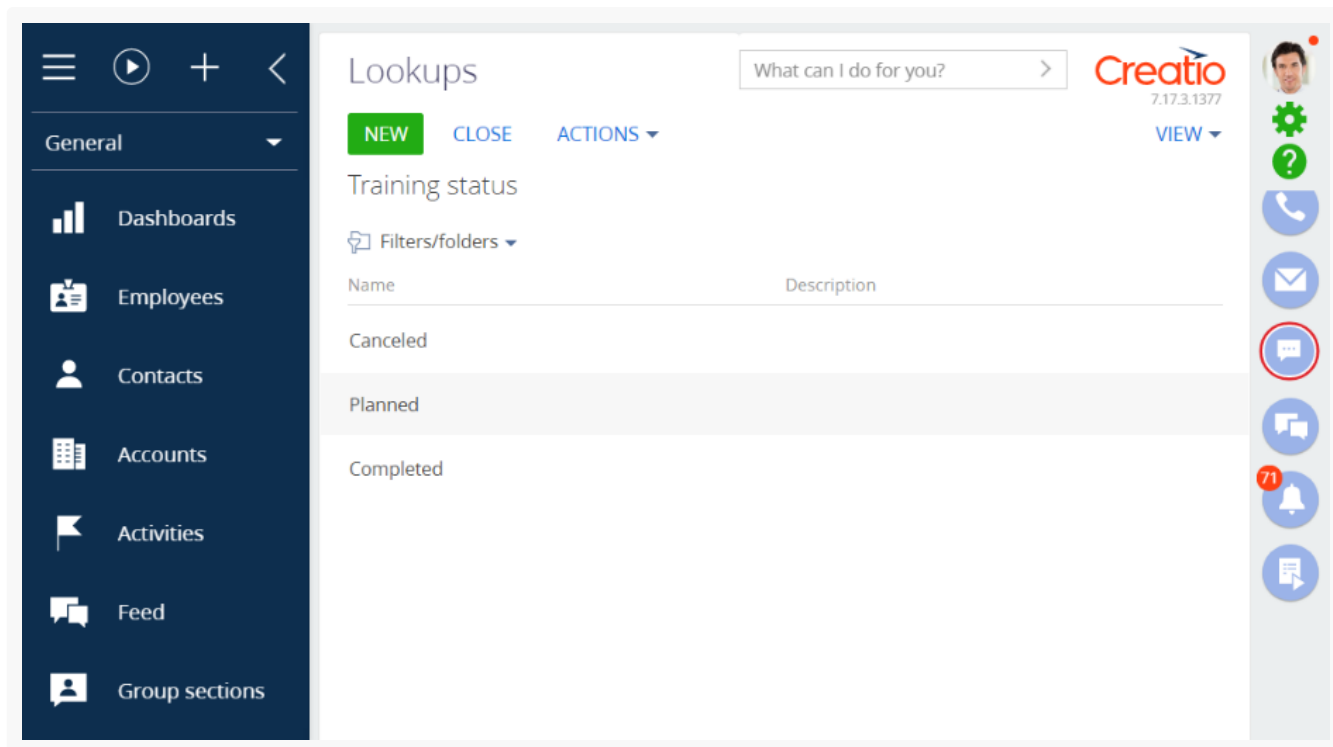 General
Dashboards
Employees
Contacts
Accounts
Activities
Feed
Group sections
Lookups
What can I do for you?
Creatio
7.17.3.1377
NEW CLOSE ACTIONS VIEW
Training status
Filters/folders
Name Description
Canceled
Planned
Completed
?
71